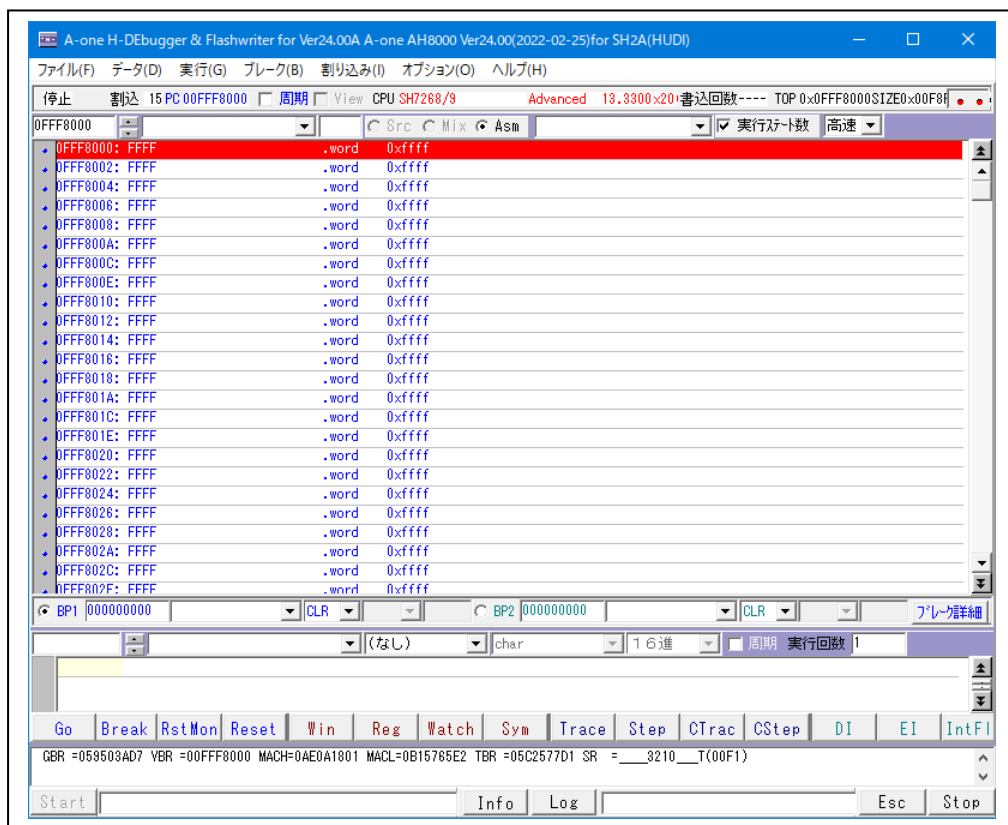 A-one H-DEbugger & Flashwriter for Ver24.00A A-one AH8000 Ver24.00(2022-02-25)for SH2A(HUDI)
ファイル(F) データ(D) 実行(G) ブレーク(B) 割り込み(I) オプション(O) ヘルプ(H)
停止 割込 15 PC 00FFF8000 周期 View CPU SH7268/9 Advanced 13.3300×20 書込回数---- TOP 0x0FFF8000SIZE0x00F8
0FFF8000 Src Mix Asm 実行ステート数 高速
0FFF8000: FFFF .word 0xffff
0FFF8002: FFFF .word 0xffff
0FFF8004: FFFF .word 0xffff
0FFF8006: FFFF .word 0xffff
0FFF8008: FFFF .word 0xffff
0FFF800A: FFFF .word 0xffff
0FFF800C: FFFF .word 0xffff
0FFF800E: FFFF .word 0xffff
0FFF8010: FFFF .word 0xffff
0FFF8012: FFFF .word 0xffff
0FFF8014: FFFF .word 0xffff
0FFF8016: FFFF .word 0xffff
0FFF8018: FFFF .word 0xffff
0FFF801A: FFFF .word 0xffff
0FFF801C: FFFF .word 0xffff
0FFF801E: FFFF .word 0xffff
0FFF8020: FFFF .word 0xffff
0FFF8022: FFFF .word 0xffff
0FFF8024: FFFF .word 0xffff
0FFF8026: FFFF .word 0xffff
0FFF8028: FFFF .word 0xffff
0FFF802A: FFFF .word 0xffff
0FFF802C: FFFF .word 0xffff
0FFF802E: FFFF .word 0xffff
BP1 000000000 CLR BP2 000000000 CLR ブレーク詳細
(なし) char 16進 周期 実行回数 1
Go Break RstMon Reset Win Reg Watch Sym Trace Step CTrac CStep DI EI IntFl
GBR =059503AD7 VBR =00FFF8000 MACH=0AE0A1801 MACL=0B15765E2 TBR =05C2577D1 SR =____3210___T(00F1)
Start Info Log Esc Stop